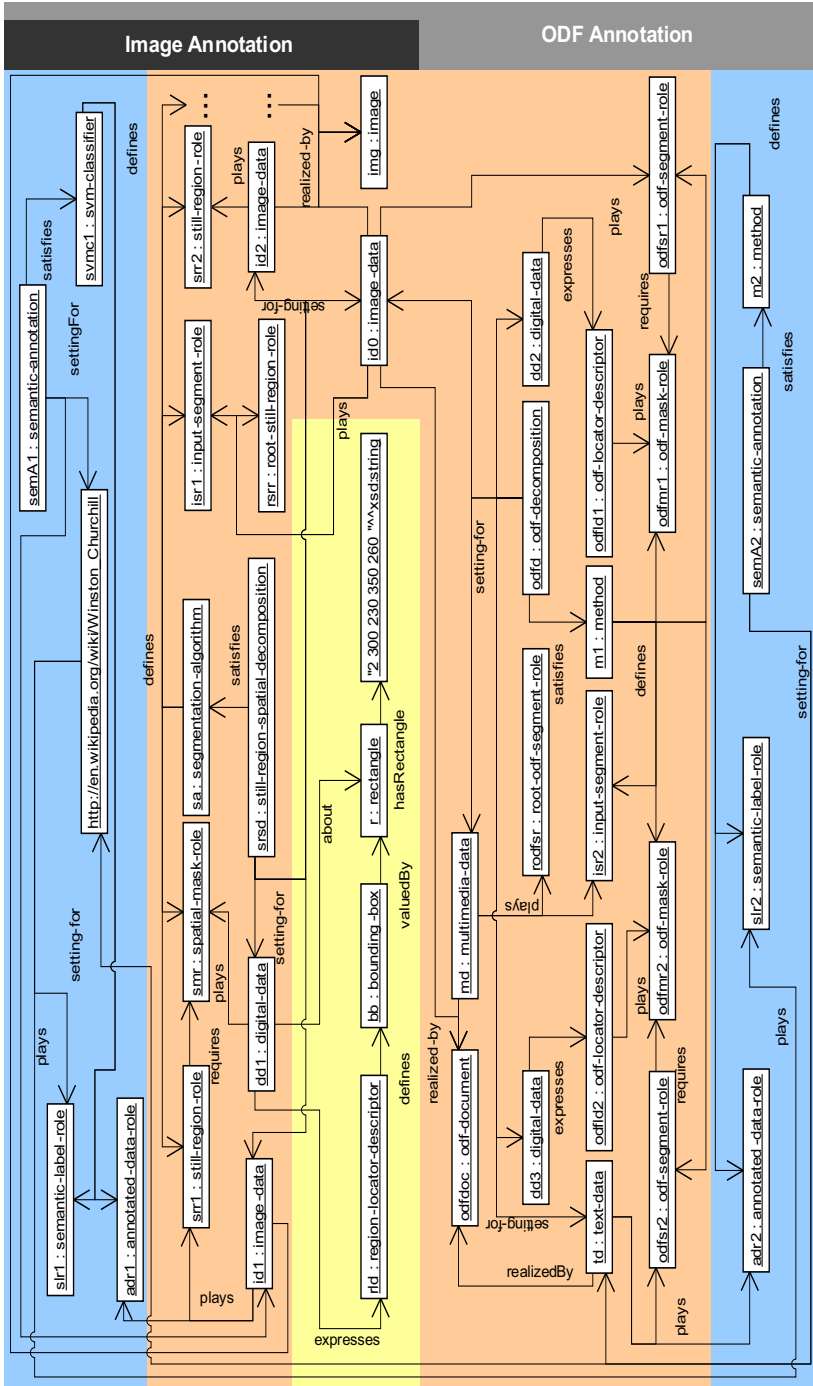 Image Annotation
ODF Annotation
semA1 : semantic-annotation
satisfies
svmc1 : svm-classifier
settingFor
defines
http://en.wikipedia.org/wiki/Winston_Churchill
setting-for
plays
slr1 : semantic-label-role
adr1 : annotated-data-role
srr2 : still-region-role
...
...
id2 : image-data
plays
realized-by
img : image
isr1 : input-segment-role
rsrr : root-still-region-role
setting-for
id0 : image-data
plays
defines
sa : segmentation-algorithm
satisfies
srsd : still-region-spatial-decomposition
smr : spatial-mask-role
plays
dd1 : digital-data
setting-for
about
requires
srr1 : still-region-role
id1 : image-data
plays
expresses
"2 300 230 350 260 "^^xsd:string
hasRectangle
r : rectangle
valuedBy
bb : bounding-box
defines
rld : region-locator-descriptor
dd2 : digital-data
expresses
plays
odfsr1 : odf-segment-role
requires
odfd : odf-decomposition
odfld1 : odf-locator-descriptor
plays
odfmr1 : odf-mask-role
setting-for
m1 : method
satisfies
defines
rodfsr : root-odf-segment-role
isr2 : input-segment-role
md : multimedia-data
plays
odfmr2 : odf-mask-role
realized-by
odfdoc : odf-document
dd3 : digital-data
expresses
odfld2 : odf-locator-descriptor
plays
requires
setting-for
td : text-data
realizedBy
odfsr2 : odf-segment-role
plays
defines
m2 : method
satisfies
semA2 : semantic-annotation
setting-for
slr2 : semantic-label-role
plays
adr2 : annotated-data-role